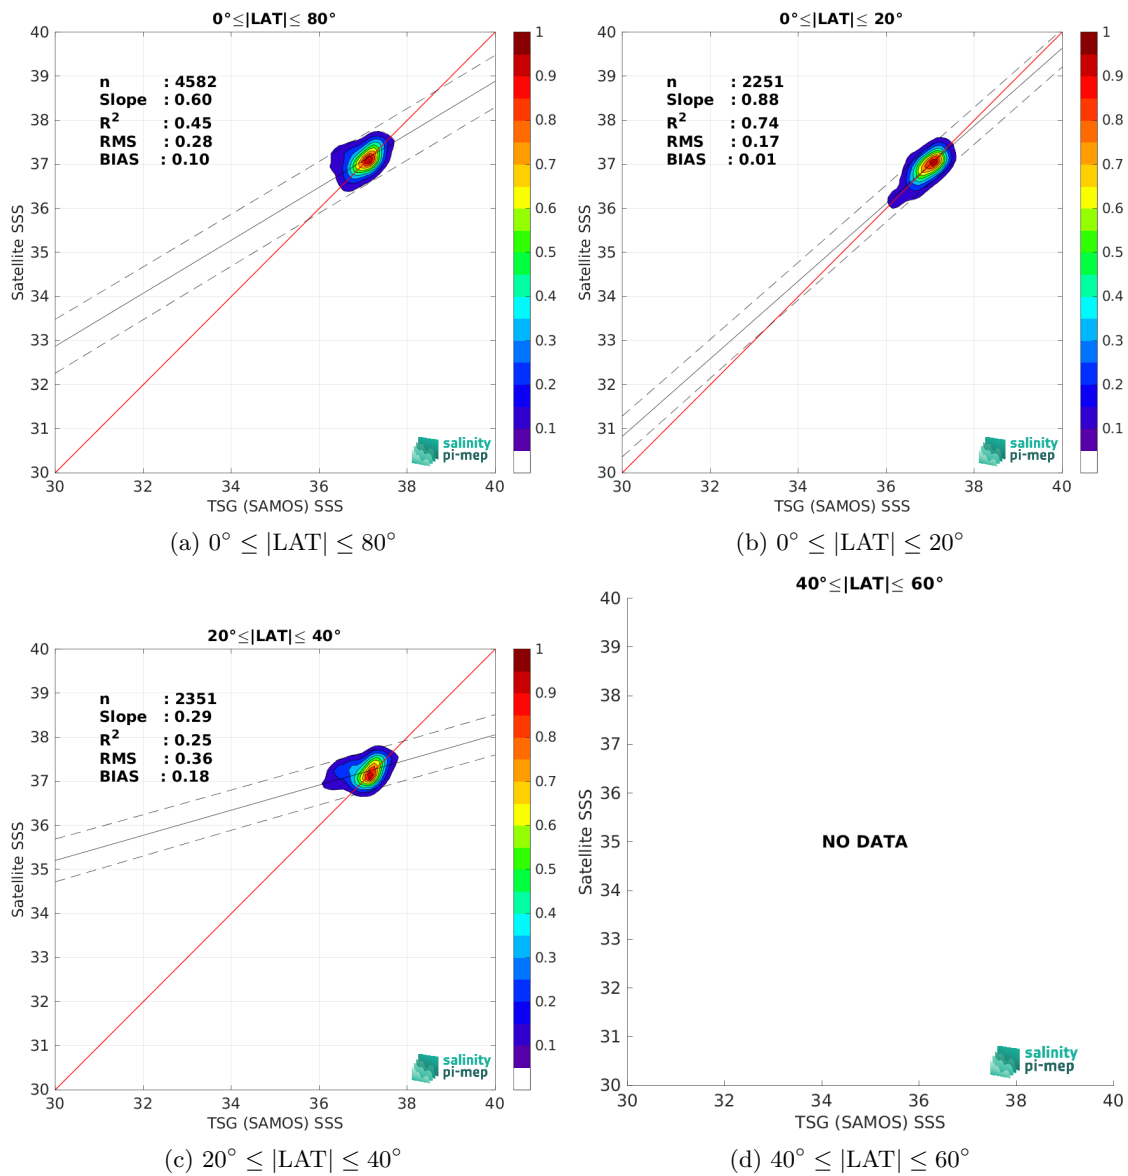 0°≤|LAT|≤ 80°
40
39
38
37
36
35
34
33
32
31
30
Satellite SSS
n : 4582
Slope : 0.60
R2 : 0.45
RMS : 0.28
BIAS : 0.10
salinity
pi-mep
30 32 34 36 38 40
TSG (SAMOS) SSS
1
0.9
0.8
0.7
0.6
0.5
0.4
0.3
0.2
0.1
(a) 0° ≤ |LAT| ≤ 80°
0°≤|LAT|≤ 20°
40
39
38
37
36
35
34
33
32
31
30
Satellite SSS
n : 2251
Slope : 0.88
R2 : 0.74
RMS : 0.17
BIAS : 0.01
salinity
pi-mep
30 32 34 36 38 40
TSG (SAMOS) SSS
1
0.9
0.8
0.7
0.6
0.5
0.4
0.3
0.2
0.1
(b) 0° ≤ |LAT| ≤ 20°
20°≤|LAT|≤ 40°
40
39
38
37
36
35
34
33
32
31
30
Satellite SSS
n : 2351
Slope : 0.29
R2 : 0.25
RMS : 0.36
BIAS : 0.18
salinity
pi-mep
30 32 34 36 38 40
TSG (SAMOS) SSS
1
0.9
0.8
0.7
0.6
0.5
0.4
0.3
0.2
0.1
(c) 20° ≤ |LAT| ≤ 40°
40°≤|LAT|≤ 60°
40
39
38
37
36
35
34
33
32
31
30
Satellite SSS
NO DATA
salinity
pi-mep
30 32 34 36 38 40
TSG (SAMOS) SSS
(d) 40° ≤ |LAT| ≤ 60°